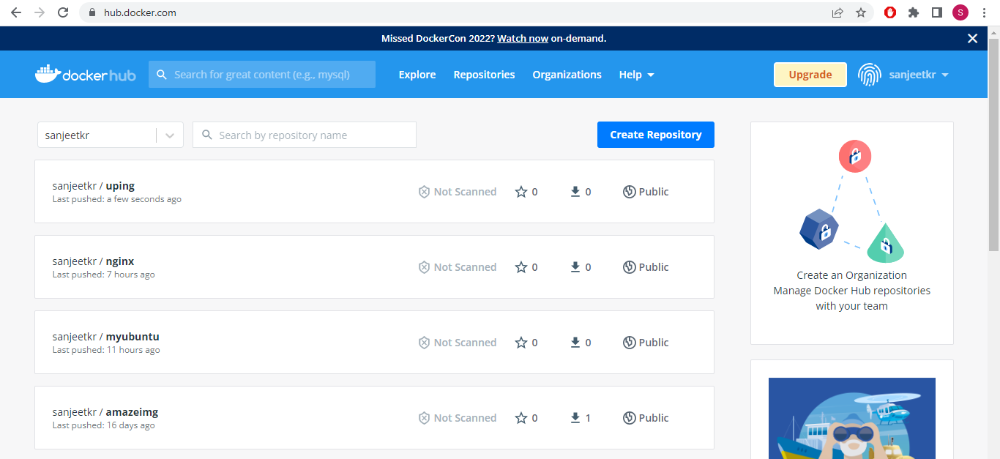 hub.docker.com
S
Missed DockerCon 2022? Watch now on-demand.
docker hub
Search for great content (e.g., mysql)
Explore
Repositories
Organizations
Help
Upgrade
sanjeetkr
sanjeetkr
Search by repository name
Create Repository
sanjeetkr / uping
Last pushed: a few seconds ago
Not Scanned
0
0
Public
sanjeetkr / nginx
Last pushed: 7 hours ago
Not Scanned
0
0
Public
sanjeetkr / myubuntu
Last pushed: 11 hours ago
Not Scanned
0
0
Public
sanjeetkr / amazeimg
Last pushed: 16 days ago
Not Scanned
0
1
Public
Create an Organization
Manage Docker Hub repositories
with your team